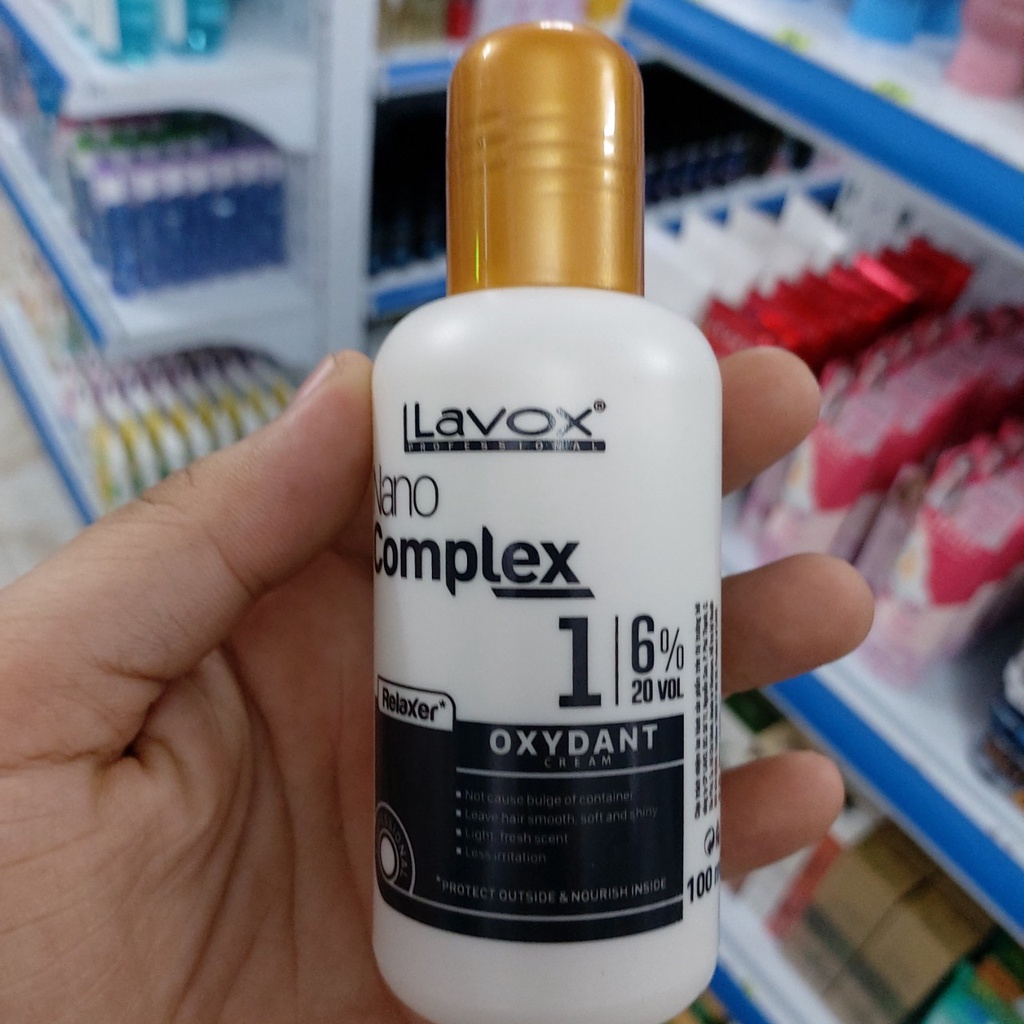 Lavox®
PROFESSIONAL
Nano
Complex
1 6%
20 VOL.
Relaxer*
OXYDANT
CREAM
Not cause bulge of container
Leave hair smooth, soft and shiny
Light, fresh scent
Less irritation
*PROTECT OUTSIDE & NOURISH INSIDE
100